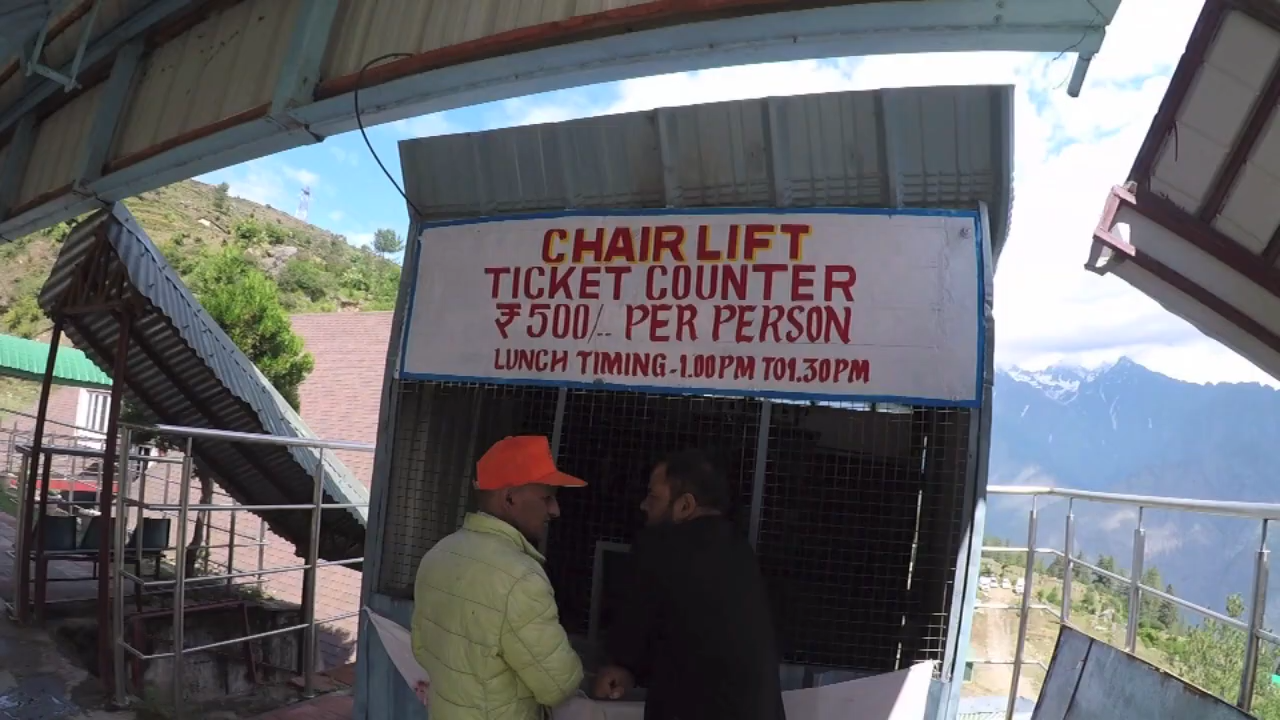 CHAIR LIFT
TICKET COUNTER
₹500/- PER PERSON
LUNCH TIMING-1.00PM TO1.30PM